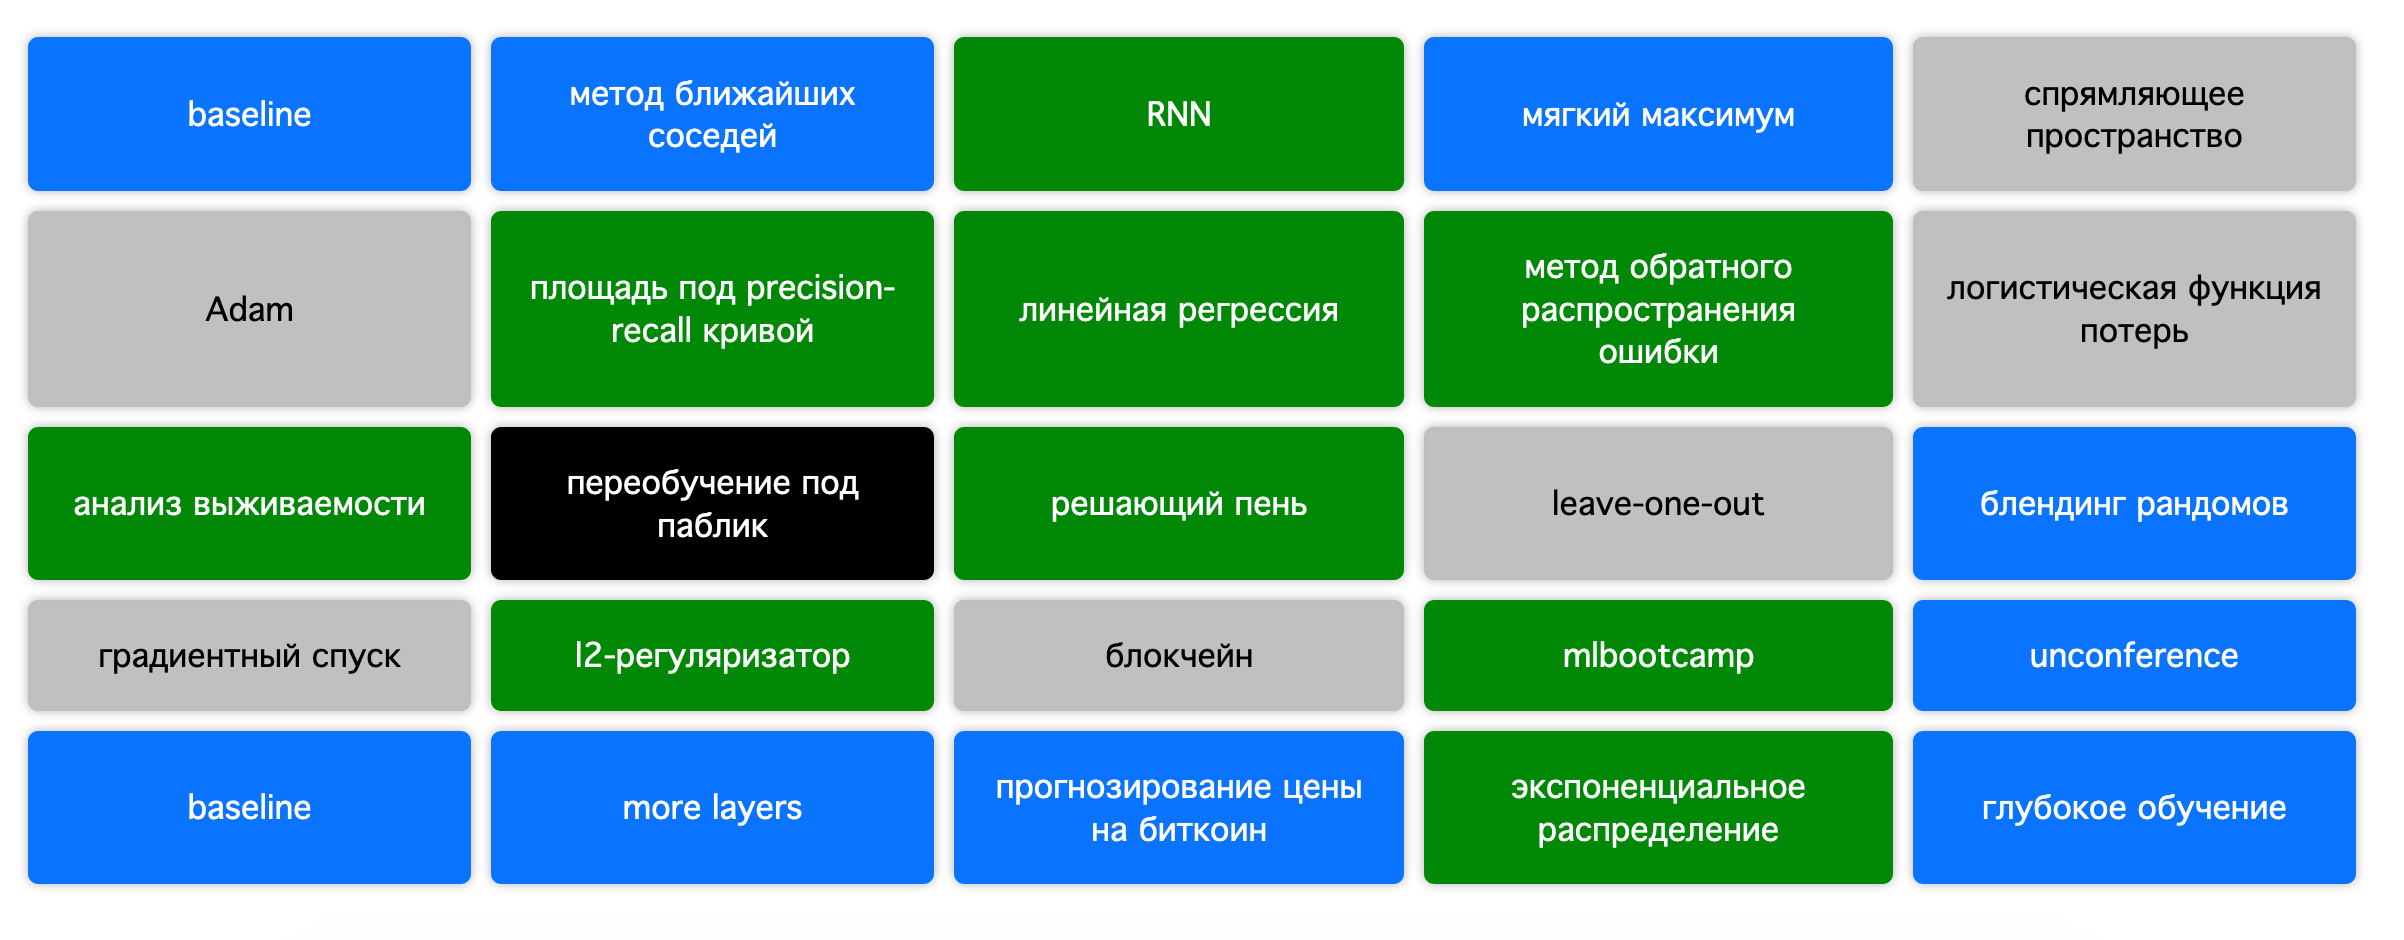 baseline
метод ближайших
соседей
RNN
мягкий максимум
спрямляющее
пространство
Adam
площадь под precision-
recall кривой
линейная регрессия
метод обратного
распространения
ошибки
логистическая функция
потерь
анализ выживаемости
переобучение под
паблик
решающий пень
leave-one-out
блендинг рандомов
градиентный спуск
l2-регуляризатор
блокчейн
mlbootcamp
unconference
baseline
more layers
прогнозирование цены
на биткоин
экспоненциальное
распределение
глубокое обучение